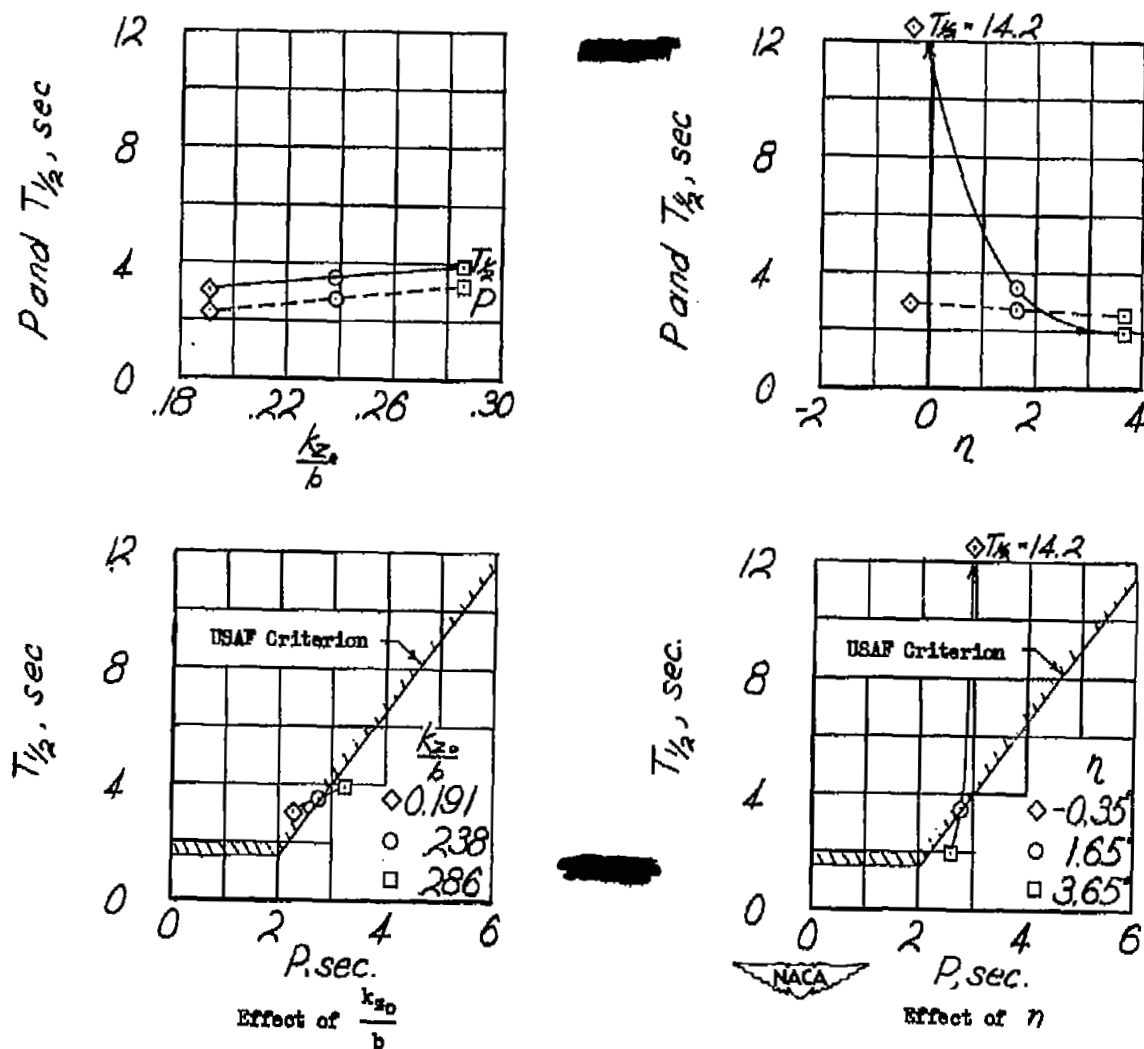 12
8
4
0
P and T½, sec
T½
P
.18 .22 .26 .30
k_z₀/b
T½ = 14.2
12
8
4
0
P and T½, sec
-2 0 2 4
η
12
8
4
0
T½, sec
USAF Criterion
K_z₀/b
0.191
.238
.286
0 2 4 6
P, sec.
Effect of k_z₀/b
T½ = 14.2
12
8
4
0
T½, sec.
USAF Criterion
η
-0.35°
1.65°
3.65°
0 2 4 6
NACA
P, sec.
Effect of η